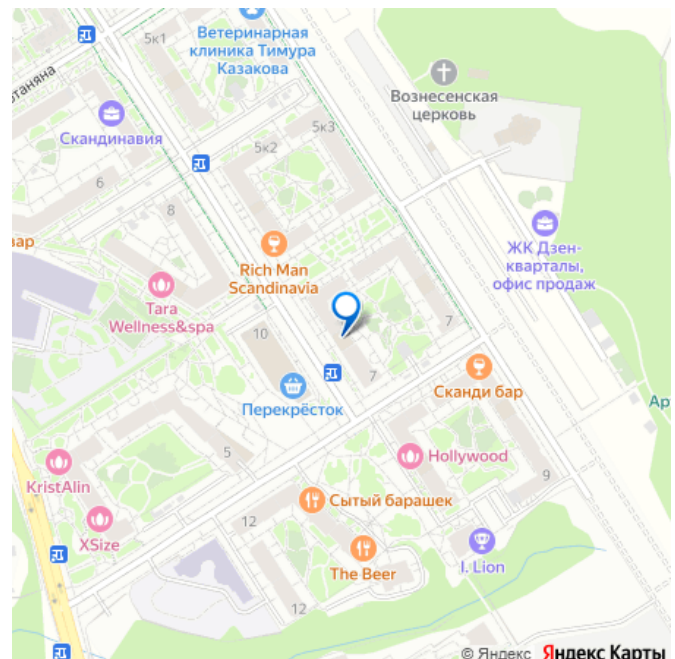 5к1
Ветеринарная
клиника Тимура
Казакова
Вознесенская
церковь
Скандинавия
5к3
5к2
6
8
Rich Man
Scandinavia
ЖК Дзен-
кварталы,
офис продаж
Tara
Wellness&spa
10
7
7
Перекрёсток
Сканди бар
Ар
5
Hollywood
KristAlin
9
Сытый барашек
12
XSize
The Beer
I. Lion
12
© Яндекс Яндекс Карты